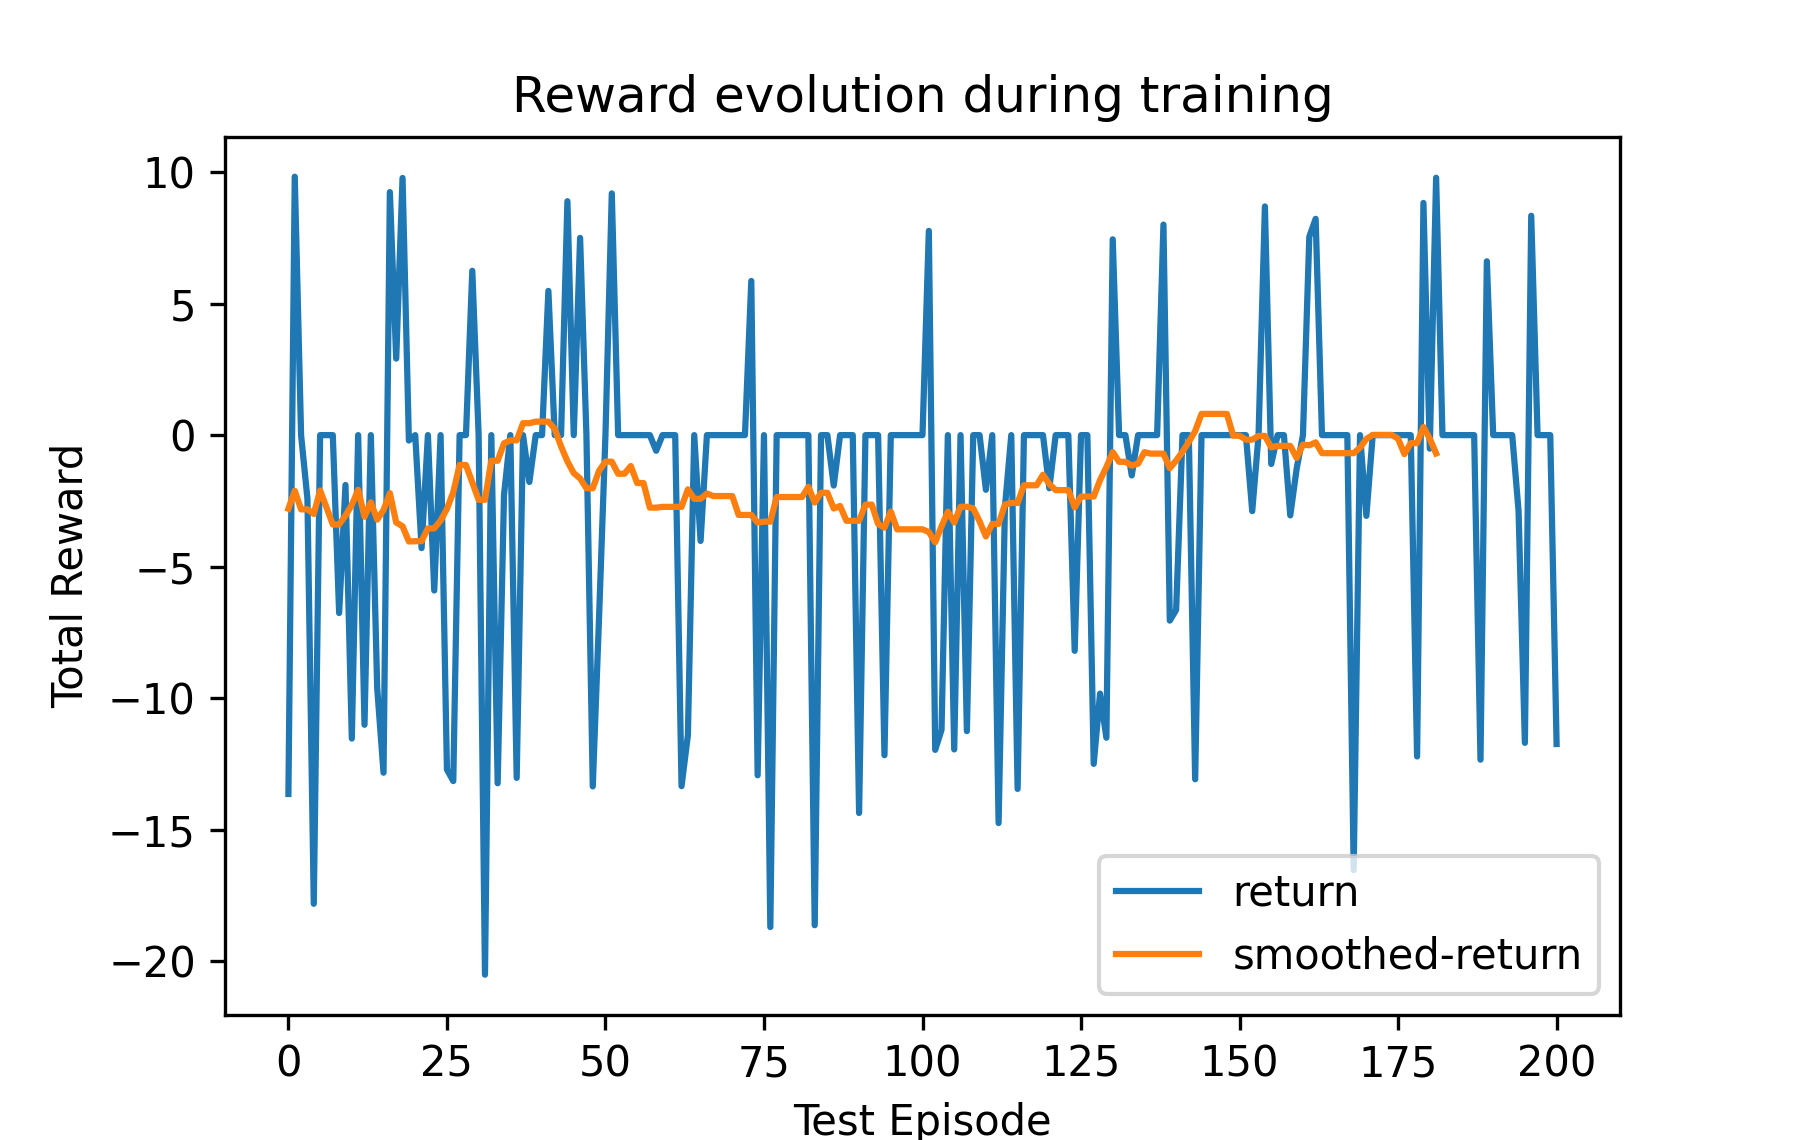 Reward evolution during training
10
5
0
−5
−10
−15
−20
Total Reward
return
smoothed-return
0 25 50 75 100 125 150 175 200
Test Episode